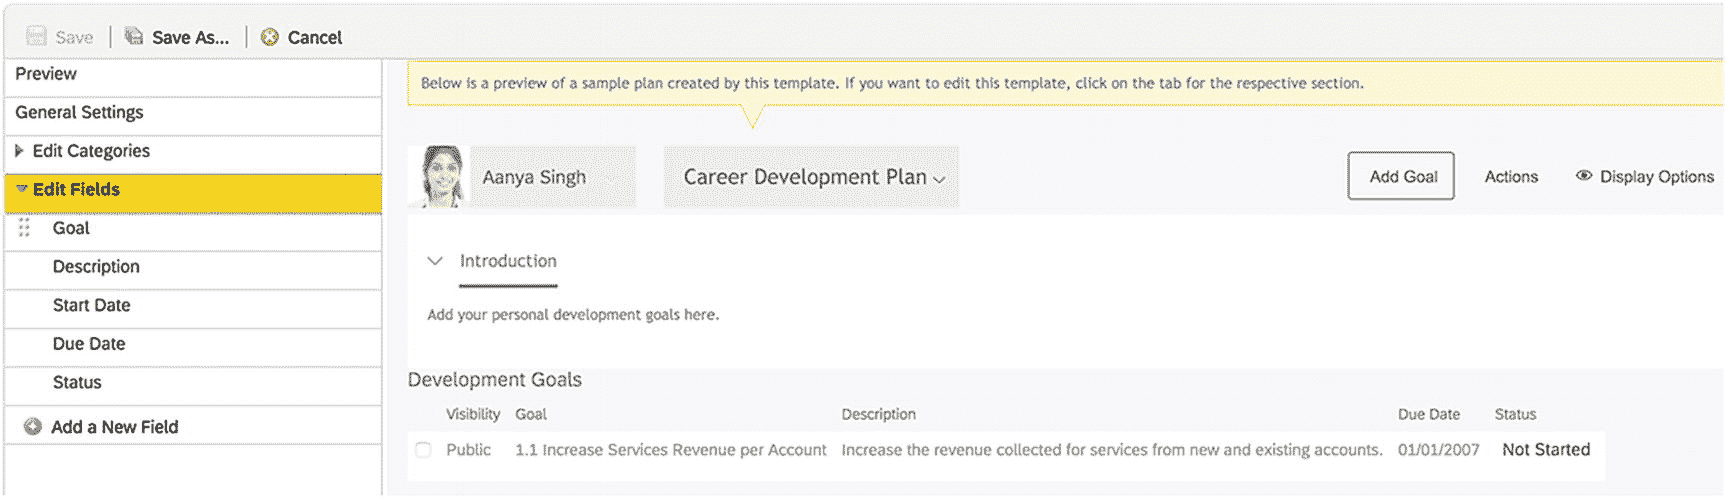 Save Save As... Cancel
Preview
General Settings
Edit Categories
Edit Fields
Goal
Description
Start Date
Due Date
Status
Add a New Field
Below is a preview of a sample plan created by this template. If you want to edit this template, click on the tab for the respective section.
Aanya Singh Career Development Plan Add Goal Actions Display Options
Introduction
Add your personal development goals here.
Development Goals
Visibility Goal Description Due Date Status
Public 1.1 Increase Services Revenue per Account Increase the revenue collected for services from new and existing accounts. 01/01/2007 Not Started